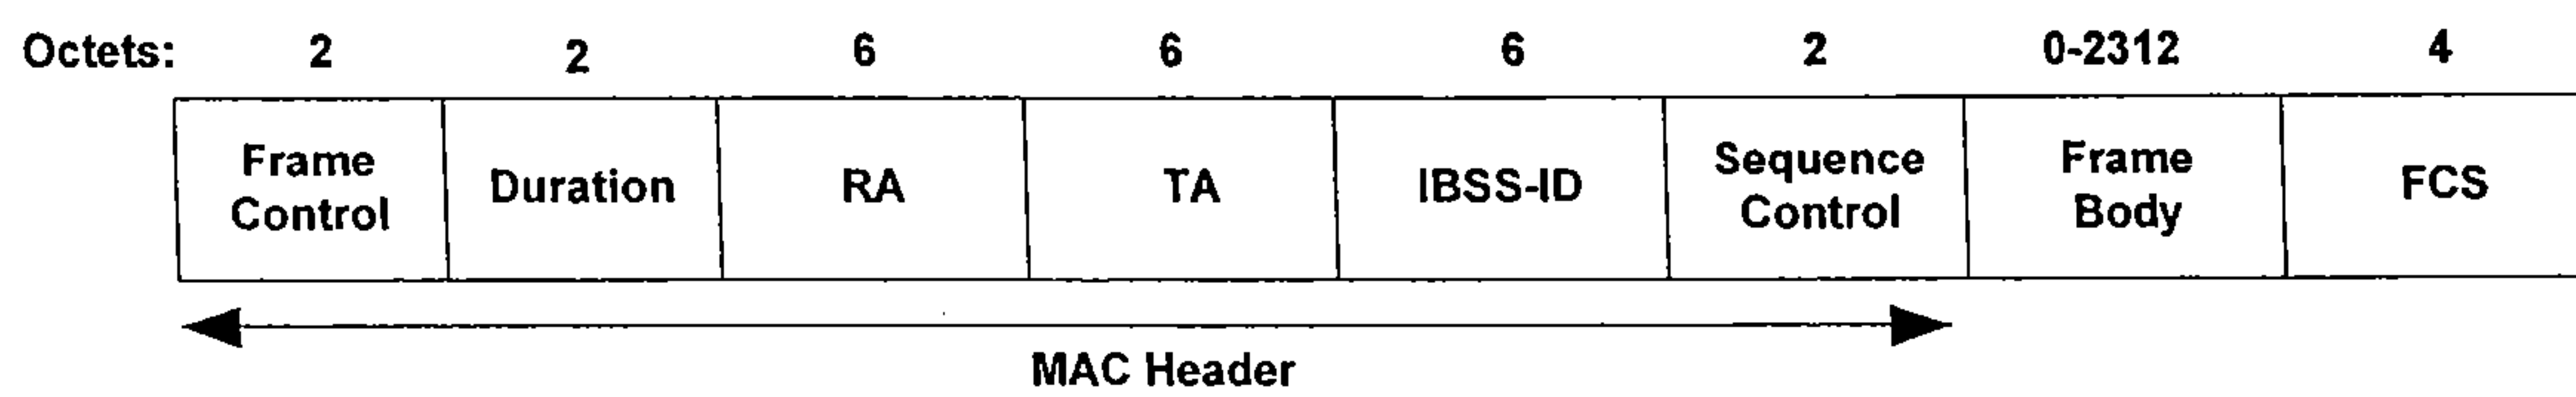 Octets: 2 2 6 6 6 2 0-2312 4
Frame Control Duration RA TA IBSS-ID Sequence Control Frame Body FCS
MAC Header